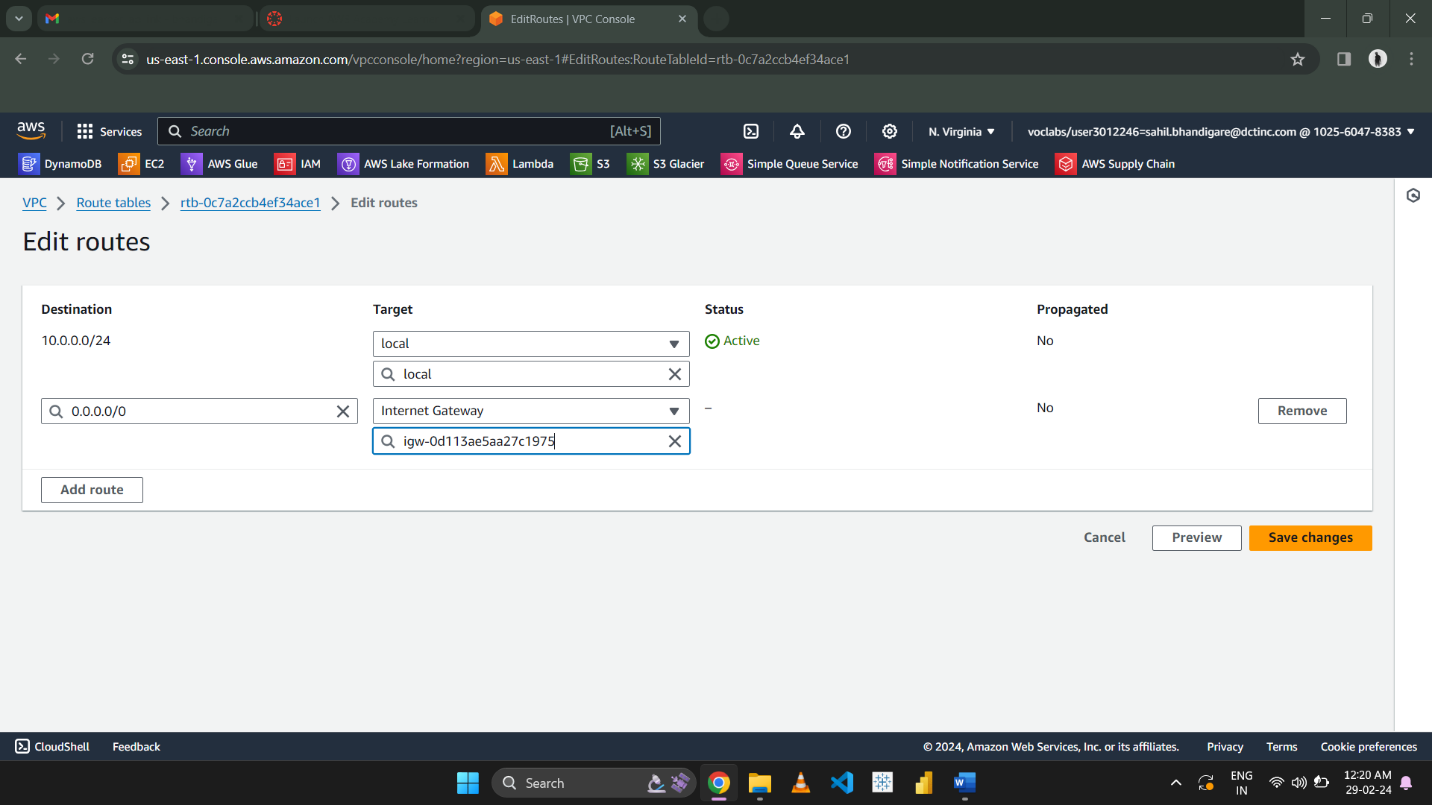 EditRoutes | VPC Console
us-east-1.console.aws.amazon.com/vpcconsole/home?region=us-east-1#EditRoutes:RouteTableId=rtb-0c7a2ccb4ef34ace1
aws Services Search [Alt+S] N. Virginia voclabs/user3012246=sahil.bhandigare@dctinc.com @ 1025-6047-8383
DynamoDB EC2 AWS Glue IAM AWS Lake Formation Lambda S3 S3 Glacier Simple Queue Service Simple Notification Service AWS Supply Chain
VPC Route tables rtb-0c7a2ccb4ef34ace1 Edit routes
Edit routes
Destination Target Status Propagated
10.0.0.0/24 local Active No
local
0.0.0.0/0 Internet Gateway – No Remove
igw-0d113ae5aa27c1975
Add route
Cancel Preview Save changes
CloudShell Feedback © 2024, Amazon Web Services, Inc. or its affiliates. Privacy Terms Cookie preferences
Search ENG 12:20 AM
IN 29-02-24